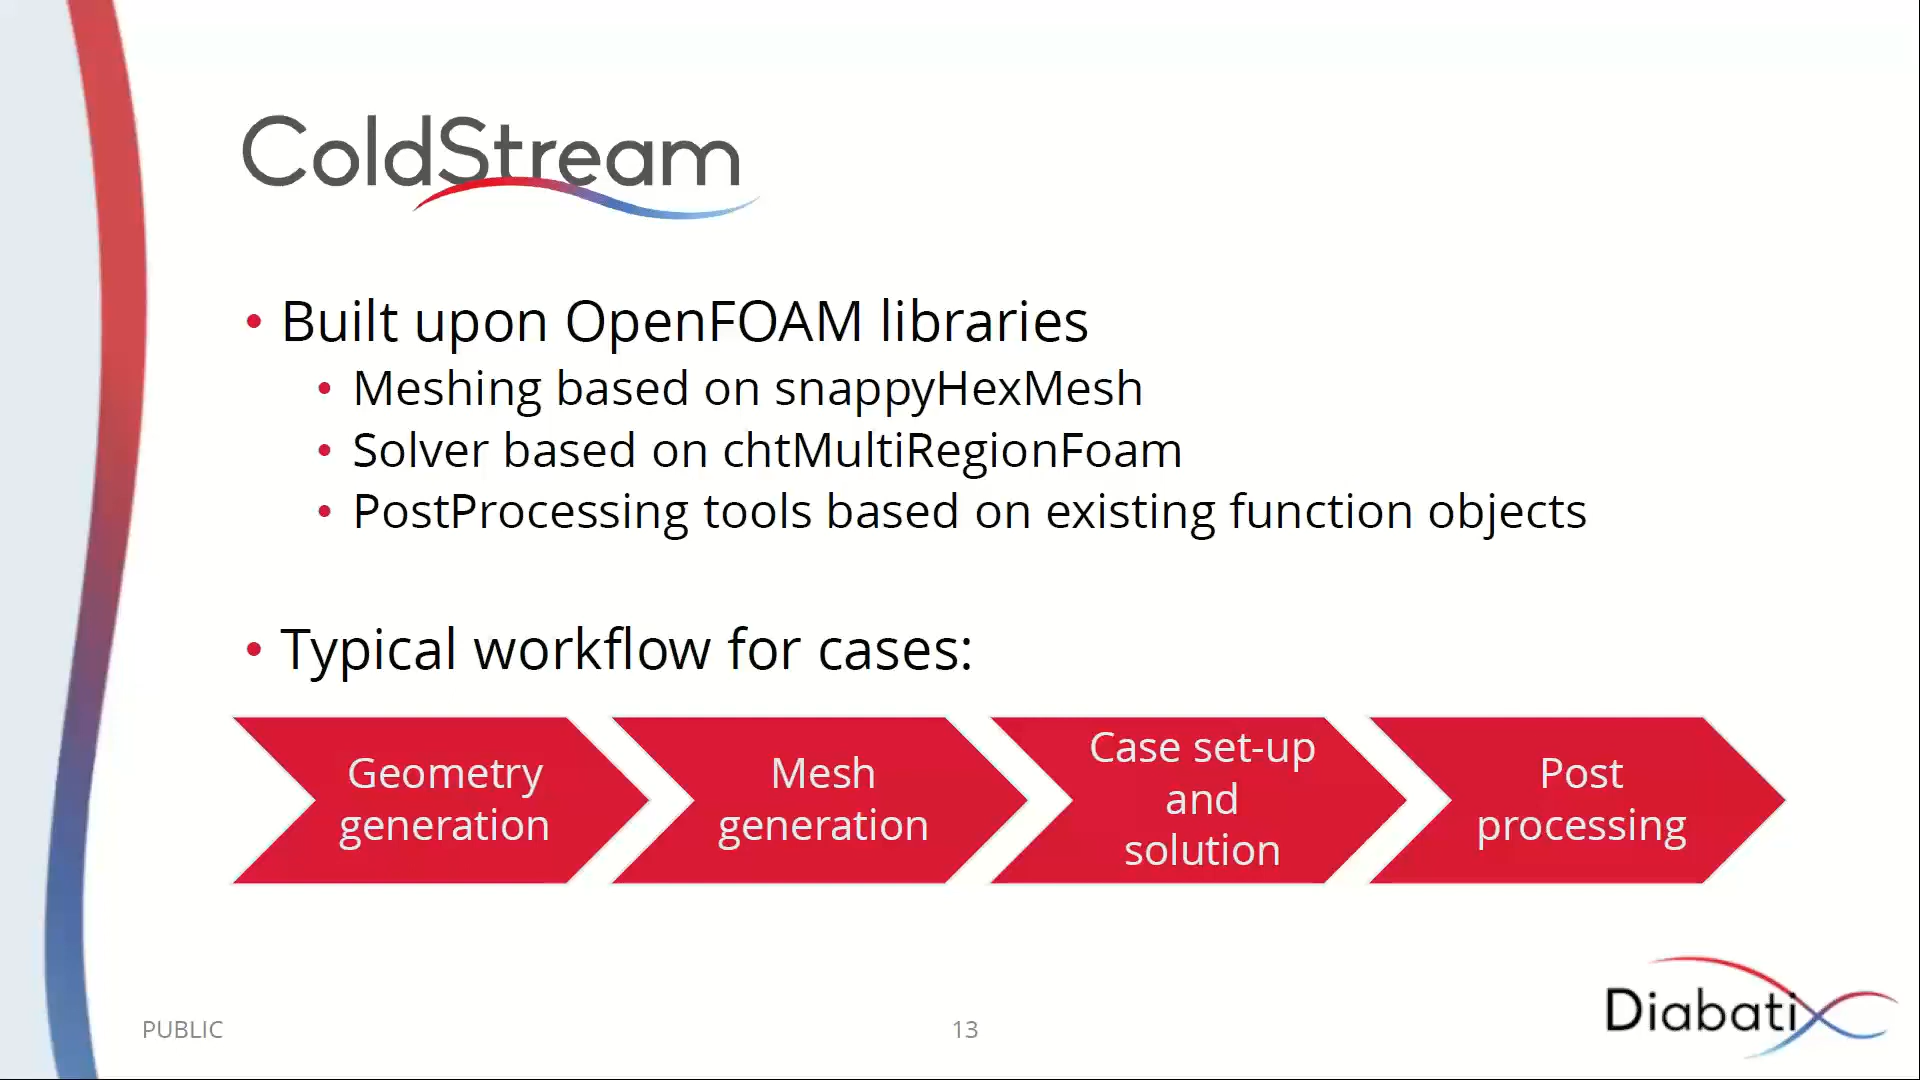 ColdStream
• Built upon OpenFOAM libraries
• Meshing based on snappyHexMesh
• Solver based on chtMultiRegionFoam
• PostProcessing tools based on existing function objects
• Typical workflow for cases:
Geometry
generation
Mesh
generation
Case set-up
and
solution
Post
processing
PUBLIC
13
Diabatix